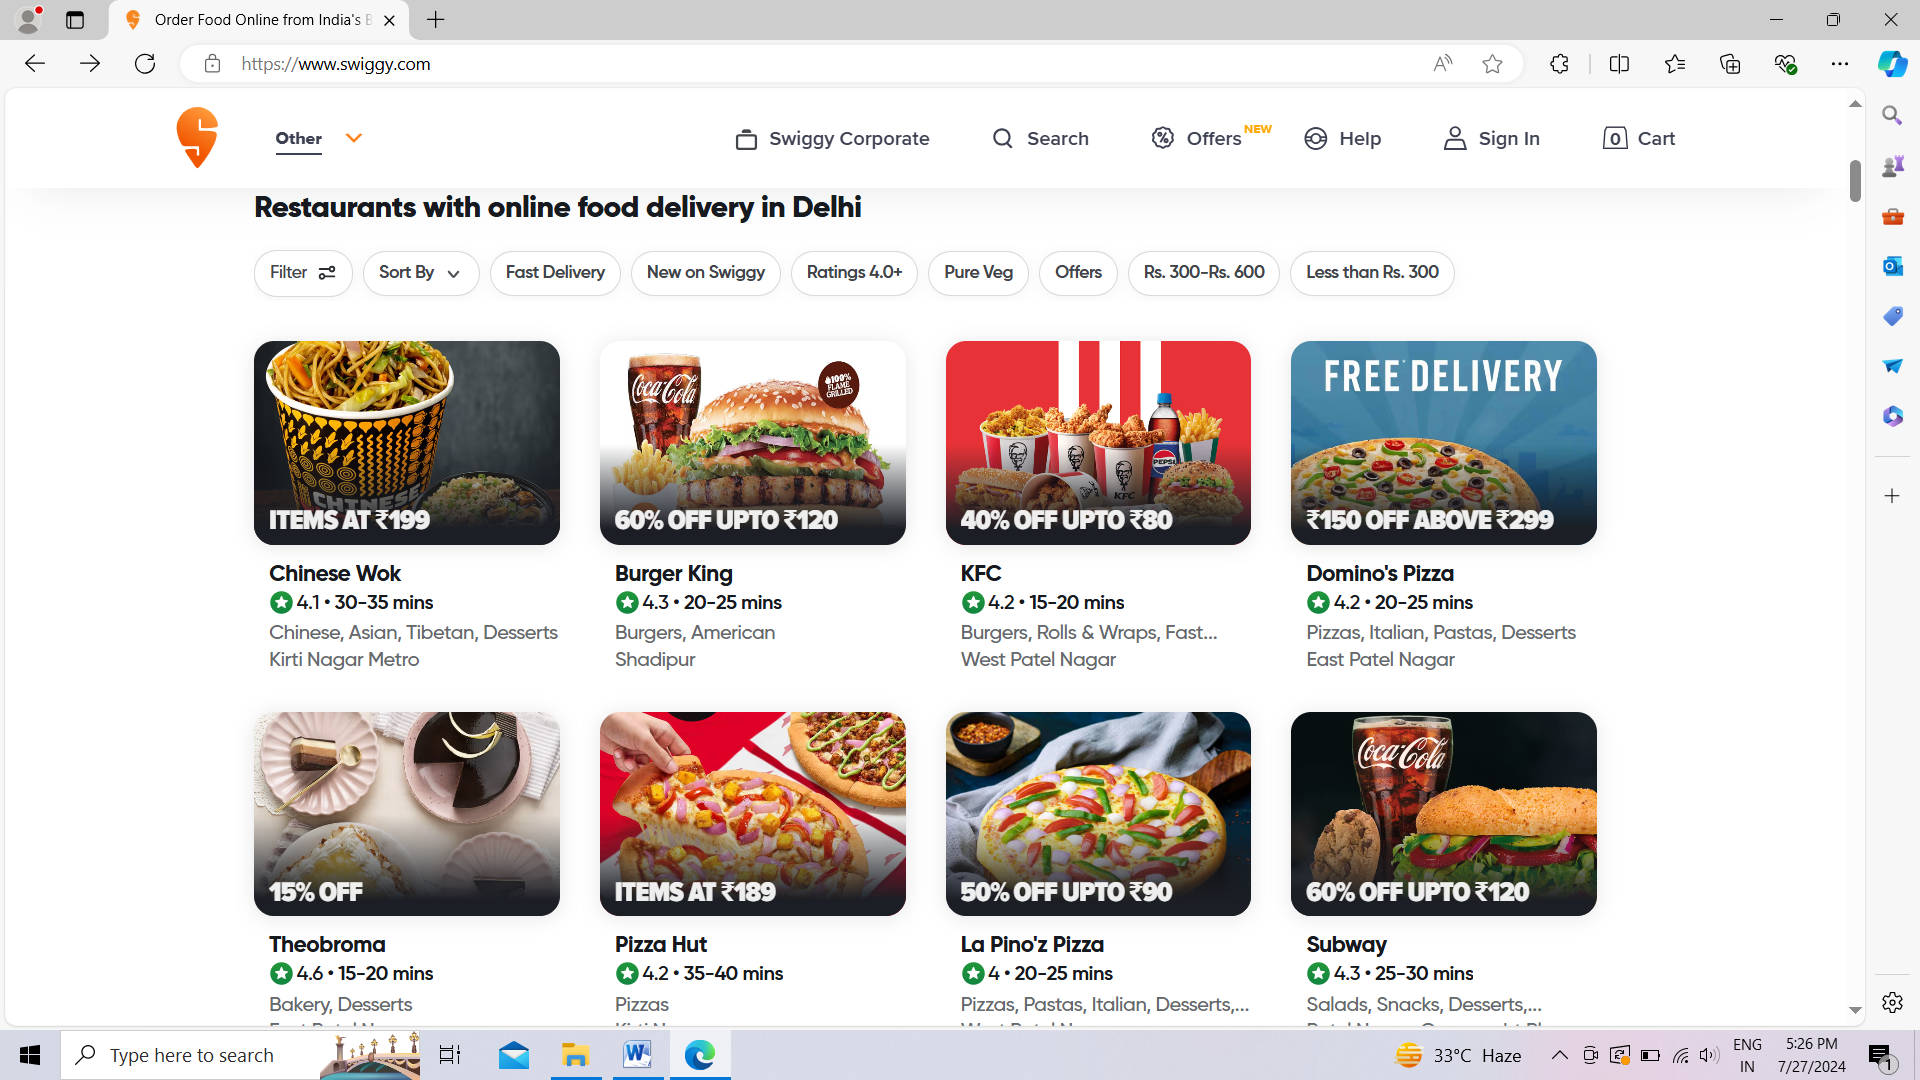 Order Food Online from India's B
https://www.swiggy.com
Other
Swiggy Corporate
Search
Offers NEW
Help
Sign In
0 Cart
Restaurants with online food delivery in Delhi
Filter
Sort By
Fast Delivery
New on Swiggy
Ratings 4.0+
Pure Veg
Offers
Rs. 300-Rs. 600
Less than Rs. 300
CHINESE
ITEMS AT ₹199
Chinese Wok
4.1 • 30-35 mins
Chinese, Asian, Tibetan, Desserts
Kirti Nagar Metro
Coca-Cola
100%
FLAME
GRILLED
60% OFF UPTO ₹120
Burger King
4.3 • 20-25 mins
Burgers, American
Shadipur
PEPSI
KFC
40% OFF UPTO ₹80
KFC
4.2 • 15-20 mins
Burgers, Rolls & Wraps, Fast...
West Patel Nagar
FREE DELIVERY
₹150 OFF ABOVE ₹299
Domino's Pizza
4.2 • 20-25 mins
Pizzas, Italian, Pastas, Desserts
East Patel Nagar
15% OFF
Theobroma
4.6 • 15-20 mins
Bakery, Desserts
ITEMS AT ₹189
Pizza Hut
4.2 • 35-40 mins
Pizzas
50% OFF UPTO ₹90
La Pino'z Pizza
4 • 20-25 mins
Pizzas, Pastas, Italian, Desserts,...
Coca-Cola
60% OFF UPTO ₹120
Subway
4.3 • 25-30 mins
Salads, Snacks, Desserts,...
Type here to search
33°C Haze
ENG
IN
5:26 PM
7/27/2024
1